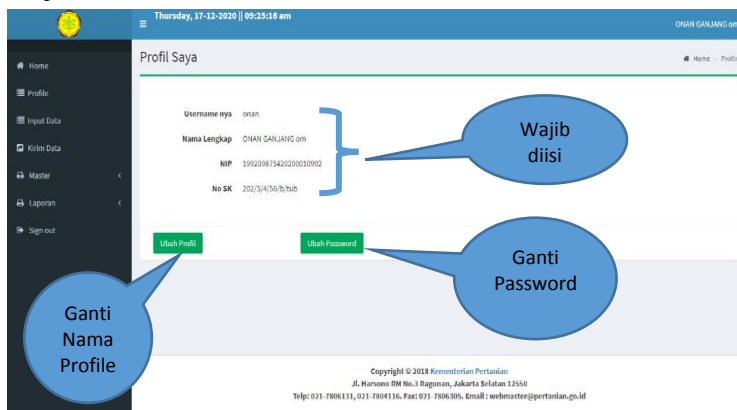 Thursday, 17-12-2020 || 09:25:16 am
ONAN GANJANG om
Home
Profile
Input Data
Kirim Data
Master
Laporan
Sign out
Profil Saya
Home > Profil
Username nya onan
Nama Lengkap ONAN GANJANG om
NIP 199209875420200010992
No SK 202/3/4/56/b/bub
Wajib
diisi
Ubah Profil
Ubah Password
Ganti
Password
Ganti
Nama
Profile
Copyright © 2018 Kementerian Pertanian
Jl. Harsono RM No.3 Ragunan, Jakarta Selatan 12550
Telp: 021-7806131, 021-7804116. Fax: 021-7806305. Email : webmaster@pertanian.go.id